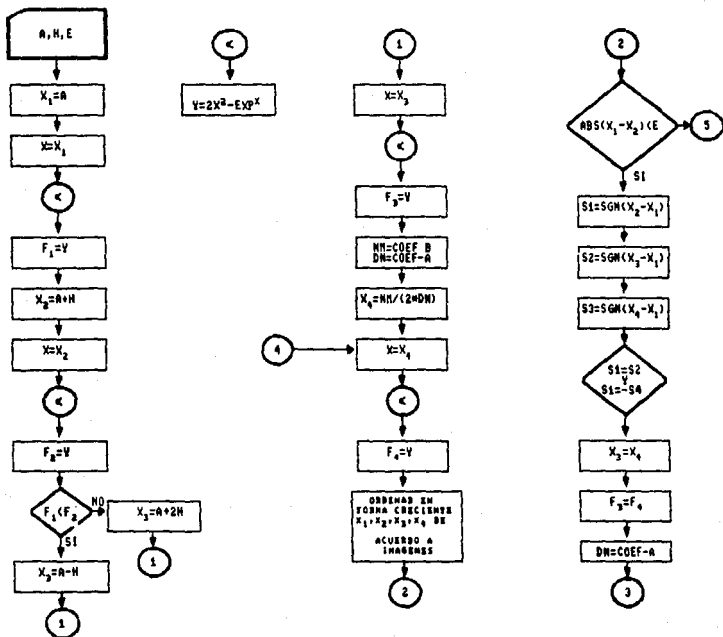 A,H,E
X₁=A
X=X₁
<
F₁=Y
X₂=A+H
X=X₂
<
F₂=Y
F₁<F₂
NO
X₃=A+2H
1
SI
X₃=A-H
1
<
Y=2X²-EXPˣ
1
X=X₃
<
F₃=Y
NM=COEF B
DN=COEF-A
X₄=NM/(2*DN)
4
X=X₄
<
F₄=Y
ORDENAR EN
FORMA CRECIENTE
X₁,X₂,X₃,X₄ DE
ACUERDO A
IMAGENES
2
2
ABS(X₁-X₂)<E
5
SI
S1=SGN(X₂-X₁)
S2=SGN(X₃-X₁)
S3=SGN(X₄-X₁)
S1=S2
Y
S1=-S4
X₃=X₄
F₃=F₄
DN=COEF-A
3